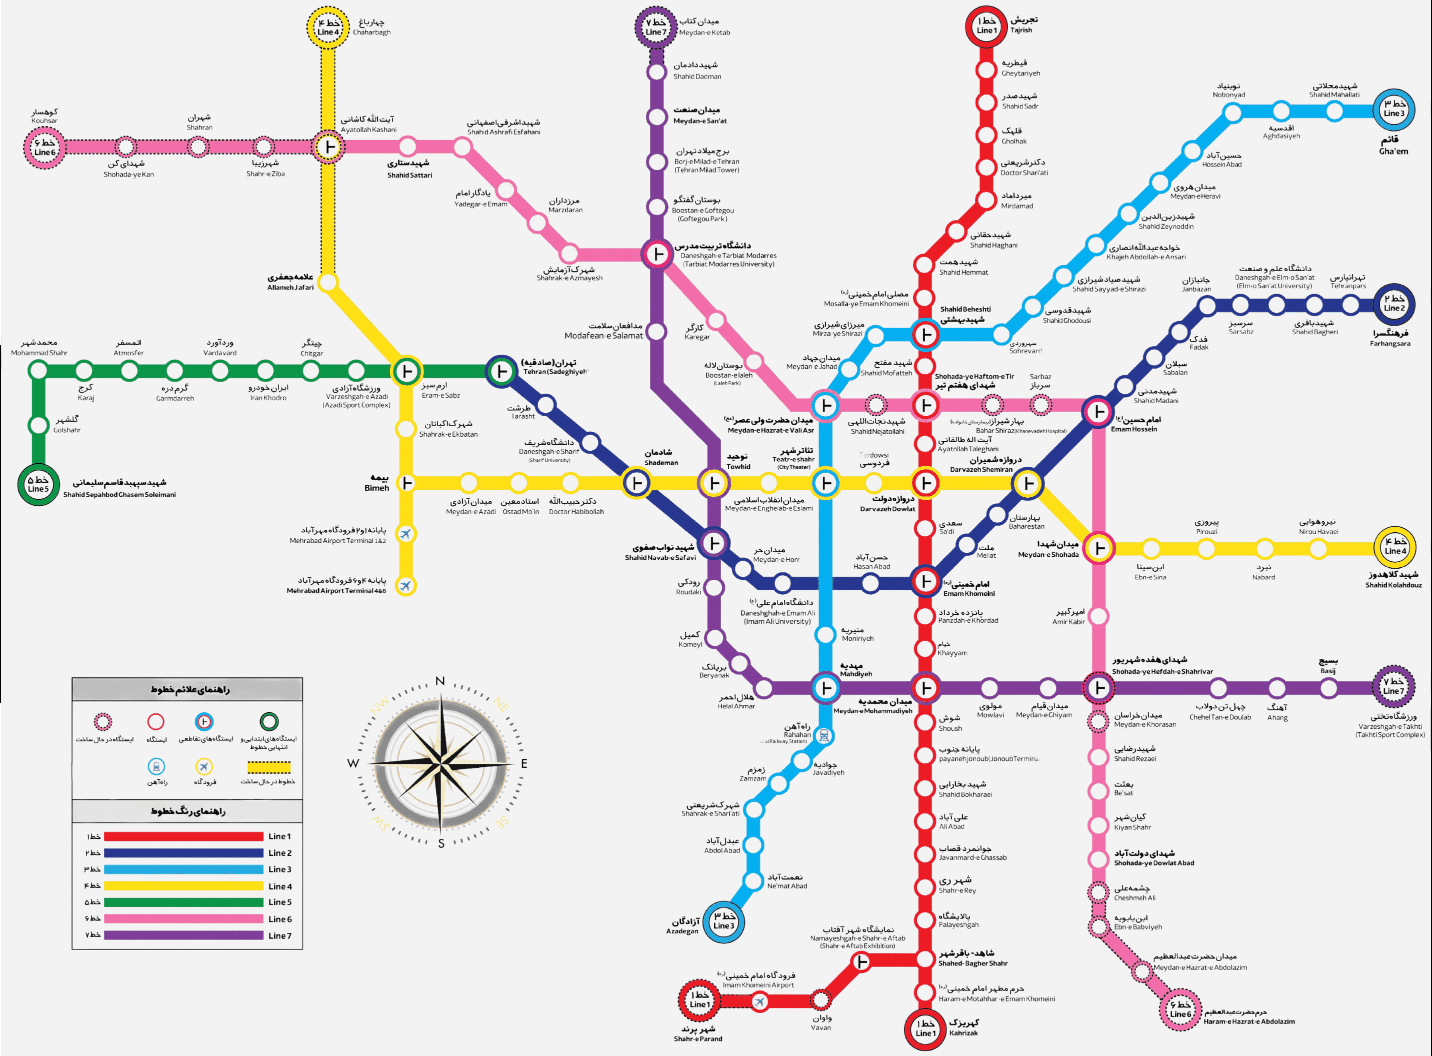 خط ۴
Line 4
چهارباغ
Chaharbagh
خط ۷
Line 7
میدان کتاب
Meydan-e Ketab
خط ۱
Line 1
تجریش
Tajrish
کوهسار
Kouhsar
خط ۶
Line 6
شهدای کن
Shohada-ye Kan
شهران
Shahran
شهر زیبا
Shahr-e Ziba
آیت الله کاشانی
Ayatollah Kashani
شهید ستاری
Shahid Sattari
شهید اشرفی اصفهانی
Shahid Ashrafi Esfahani
یادگار امام
Yadegar-e Emam
مرزداران
Marzdaran
شهرک آزمایش
Shahrak-e Azmayesh
شهید دادمان
Shahid Dadman
میدان صنعت
Meydan-e San'at
برج میلاد تهران
Borj-e Milad-e Tehran
(Tehran Milad Tower)
بوستان گفتگو
Boostan-e Goftegou
(Goftegou Park)
دانشگاه تربیت مدرس
Daneshgah-e Tarbiat Modarres
(Tarbiat Modarres University)
مدافعان سلامت
Modafean-e Salamat
کارگر
Karegar
بوستان لاله
Boostan-e laleh
(Laleh Park)
قیطریه
Gheytariyeh
شهید صدر
Shahid Sadr
قلهک
Gholhak
دکتر شریعتی
Doctor Shari'ati
میرداماد
Mirdamad
شهید حقانی
Shahid Haghani
شهید همت
Shahid Hemmat
مصلی امام خمینی (ره)
Mosalla-ye Emam Khomeini
Shahid Beheshti
شهید بهشتی
میرزای شیرازی
Mirza-ye Shirazi
میدان جهاد
Meydan-e Jahad
شهید مفتح
Shahid Mofatteh
سهروردی
Sohrevardi
شهید قدوسی
Shahid Ghodousi
شهید صیاد شیرازی
Shahid Sayyad-e Shirazi
خواجه عبدالله انصاری
Khajeh Abdollah-e Ansari
شهید زین الدین
Shahid Zeynoddin
میدان هروی
Meydan-e Heravi
حسین آباد
Hossein Abad
نوبنیاد
Nobonyad
اقدسیه
Aghdasiyeh
شهید محلاتی
Shahid Mahallati
خط ۳
Line 3
قائم
Gha'em
خط ۲
Line 2
فرهنگسرا
Farhangsara
تهرانپارس
Tehranpars
شهید باقری
Shahid Bagheri
دانشگاه علم و صنعت
Daneshgah-e Elm-o San'at
(Elm-o San'at University)
سرسبز
Sarsabz
جانبازان
Janbazan
فدک
Fadak
سبلان
Sabalan
شهید مدنی
Shahid Madani
امام حسین (ع)
Emam Hossein
علامه جعفری
Allameh Jafari
محمد شهر
Mohammad Shahr
کرج
Karaj
اتمسفر
Atmosfer
گرم دره
Garmdarreh
وردآورد
Vardavard
ایران خودرو
Iran Khodro
چیتگر
Chitgar
ورزشگاه آزادی
Varzeshgah-e Azadi
(Azadi Sport Complex)
ارم سبز
Eram-e Sabz
تهران (صادقیه)
Tehran (Sadeghiyeh)
گلشهر
Golshahr
خط ۵
Line 5
شهید سپهبد قاسم سلیمانی
Shahid Sepahbod Ghasem Soleimani
شهرک اکباتان
Shahrak-e Ekbatan
بیمه
Bimeh
پایانه ۱و۲ فرودگاه مهرآباد
Mehrabad Airport Terminal 1&2
پایانه ۴و۶ فرودگاه مهرآباد
Mehrabad Airport Terminal 4&6
طرشت
Tarasht
دانشگاه شریف
Daneshgah-e Sharif
(Sharif University)
میدان آزادی
Meydan-e Azadi
استاد معین
Ostad Mo'in
دکتر حبیب الله
Doctor Habibollah
شادمان
Shademan
توحید
Towhid
میدان انقلاب اسلامی
Meydan-e Enghelab-e Eslami
تئاتر شهر
Teatr-e shahr
(City Theater)
Ferdowsi
فردوسی
میدان حضرت ولی عصر (عج)
Meydan-e Hazrat-e Vali Asr
شهید نجات اللهی
Shahid Nejatollahi
Shohada-ye Haftom-e Tir
شهدای هفتم تیر
بهار شیراز
Bahar Shiraz (Khanevadeh Hospital)
Sarbaz
سرباز
آیت اله طالقانی
Ayatollah Taleghani
دروازه شمیران
Darvazeh Shemiran
دروازه دولت
Darvazeh Dowlat
سعدی
Sa'di
بهارستان
Baharestan
ملت
Mellat
امام خمینی (ره)
Emam Khomeini
حسن آباد
Hasan Abad
دانشگاه امام علی (ع)
Daneshghah-e Emam Ali
(Imam Ali University)
میدان حر
Meydan-e Horr
شهید نواب صفوی
Shahid Navab-e Safavi
میدان شهدا
Meydan-e Shohada
ابن سینا
Ebn-e Sina
پیروزی
Pirouzi
نبرد
Nabard
نیرو هوایی
Nirou Havaei
خط ۴
Line 4
شهید کلاهدوز
Shahid Kolahdouz
رودکی
Roudaki
کمیل
Komeyl
بریانک
Beryanak
هلال احمر
Helal Ahmar
منیریه
Moniriyeh
مهدیه
Mahdiyeh
پانزده خرداد
Panzdah-e Khordad
خیام
Khayyam
میدان محمدیه
Meydan-e Mohammadiyeh
مولوی
Mowlavi
میدان قیام
Meydan-e Ghiyam
امیرکبیر
Amir Kabir
شهدای هفده شهریور
Shohada-ye Hefdah-e Shahrivar
چهل تن دولاب
Chehel Tan-e Doulab
آهنگ
Ahang
بسیج
Basij
خط ۷
Line 7
ورزشگاه تختی
Varzeshgah-e Takhti
(Takhti Sport Complex)
راه آهن
Rahahan
جوادیه
Javadiyeh
زمزم
Zamzam
شهرک شریعتی
Shahrak-e Shari'ati
عبدل آباد
Abdol Abad
نعمت آباد
Ne'mat Abad
خط ۳
Line 3
آزادگان
Azadegan
شوش
Shoush
پایانه جنوب
payaneh jonoub (Jonoub Terminal
شهید بخارایی
Shahid Bokharaei
علی آباد
Ali Abad
جوانمرد قصاب
Javanmard-e Ghassab
شهر ری
Shahr-e Rey
پالایشگاه
Palayeshgah
شاهد - باقرشهر
Shahed- Bagher Shahr
حرم مطهر امام خمینی (ره)
Haram-e Motahhar-e Emam Khomeini
خط ۱
Line 1
کهریزک
Kahrizak
نمایشگاه شهر آفتاب
Namayeshgah-e Shahr-e Aftab
(Shahr-e Aftab Exhibition)
واوان
Vavan
فرودگاه امام خمینی (ره)
Imam Khomeini Airport
خط ۱
Line 1
شهر پرند
Shahr-e Parand
میدان خراسان
Meydan-e Khorasan
شهید رضایی
Shahid Rezaei
بعثت
Be'sat
کیان شهر
Kiyan Shahr
شهدای دولت آباد
Shohada-ye Dowlat Abad
چشمه علی
Cheshmeh Ali
ابن بابویه
Ebn-e Babviyeh
میدان حضرت عبدالعظیم
Meydan-e Hazrat-e Abdolazim
خط ۶
Line 6
حرم حضرت عبدالعظیم
Haram-e Hazrat-e Abdolazim
راهنمای علائم خطوط
ایستگاه های ابتدایی و
انتهایی خطوط
ایستگاه های تقاطعی
ایستگاه
ایستگاه در حال ساخت
خطوط در حال ساخت
فرودگاه
راه آهن
راهنمای رنگ خطوط
خط ۱ Line 1
خط ۲ Line 2
خط ۳ Line 3
خط ۴ Line 4
خط ۵ Line 5
خط ۶ Line 6
خط ۷ Line 7
N
NE
E
SE
S
SW
W
NW